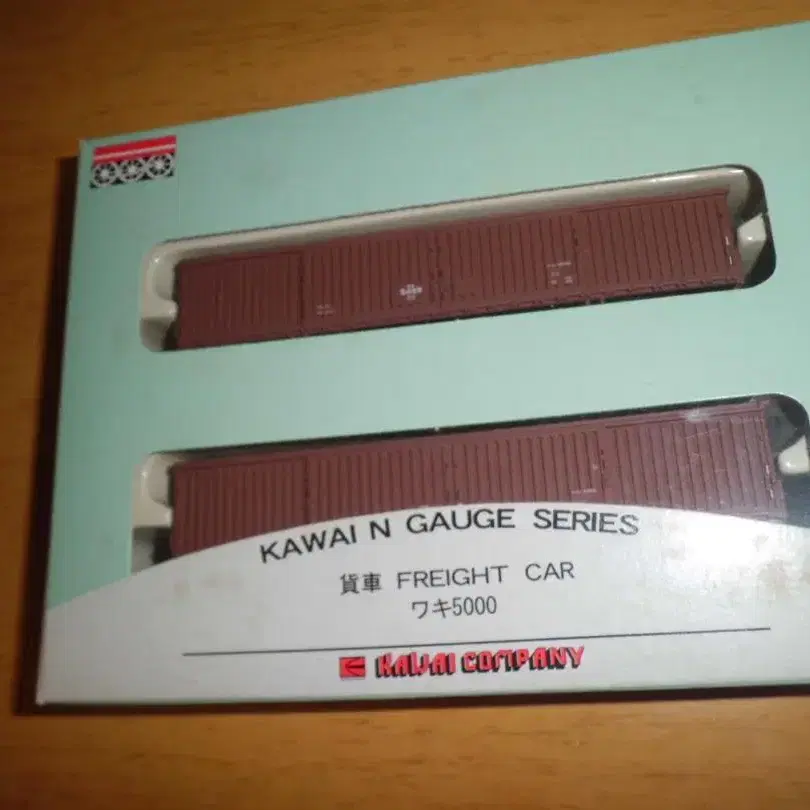 KAWAI N GAUGE SERIES
貨車 FREIGHT CAR
ワキ5000
KAWAI COMPANY